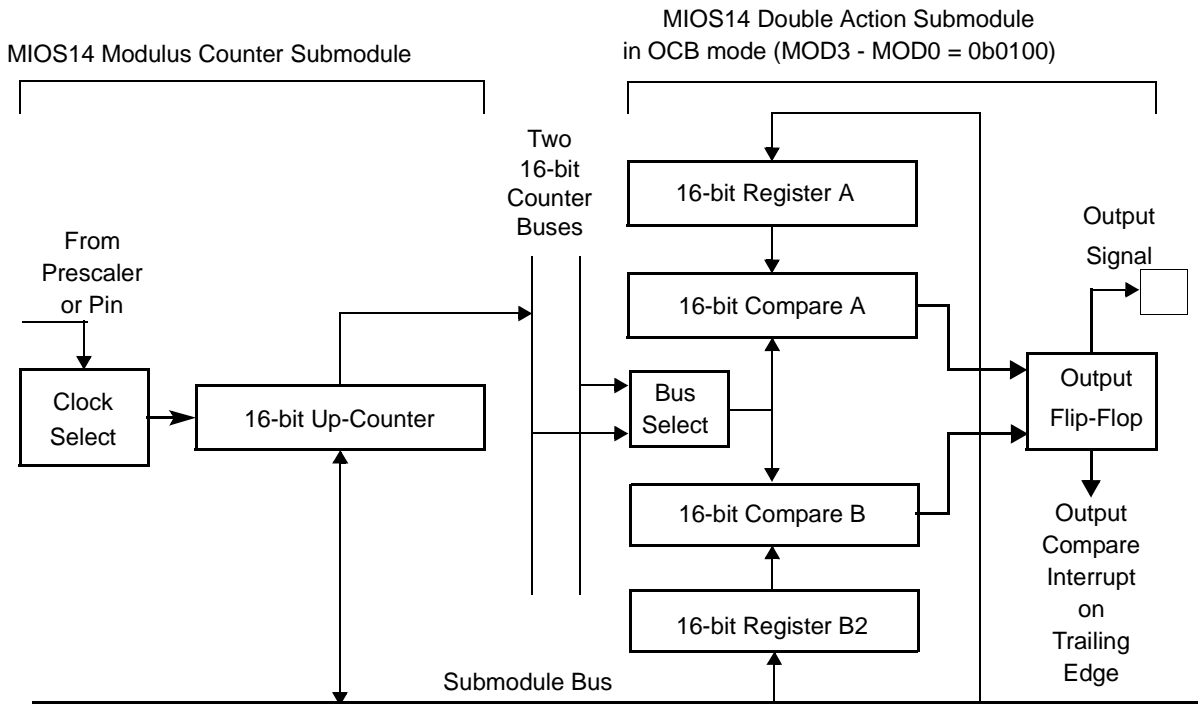 MIOS14 Modulus Counter Submodule
MIOS14 Double Action Submodule
in OCB mode (MOD3 - MOD0 = 0b0100)
Two
16-bit
Counter
Buses
From
Prescaler
or Pin
Clock
Select
16-bit Up-Counter
16-bit Register A
16-bit Compare A
Bus
Select
16-bit Compare B
16-bit Register B2
Output
Signal
Output
Flip-Flop
Output
Compare
Interrupt
on
Trailing
Edge
Submodule Bus